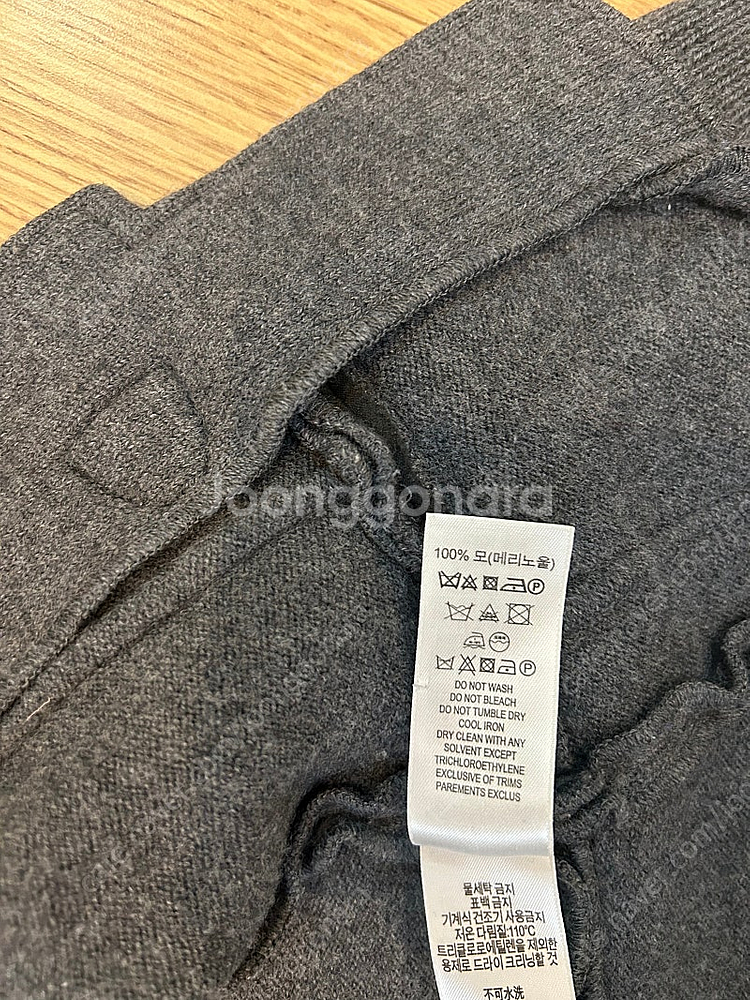 Joonggonara
100% 모(메리노울)
P
P
DO NOT WASH
DO NOT BLEACH
DO NOT TUMBLE DRY
COOL IRON
DRY CLEAN WITH ANY
SOLVENT EXCEPT
TRICHLOROETHYLENE
EXCLUSIVE OF TRIMS
PAREMENTS EXCLUS
물세탁 금지
표백 금지
기계식 건조기 사용금지
저온 다림질:110°C
트리클로로에틸렌을 제외한
용제로 드라이 크리닝할 것
不可水洗